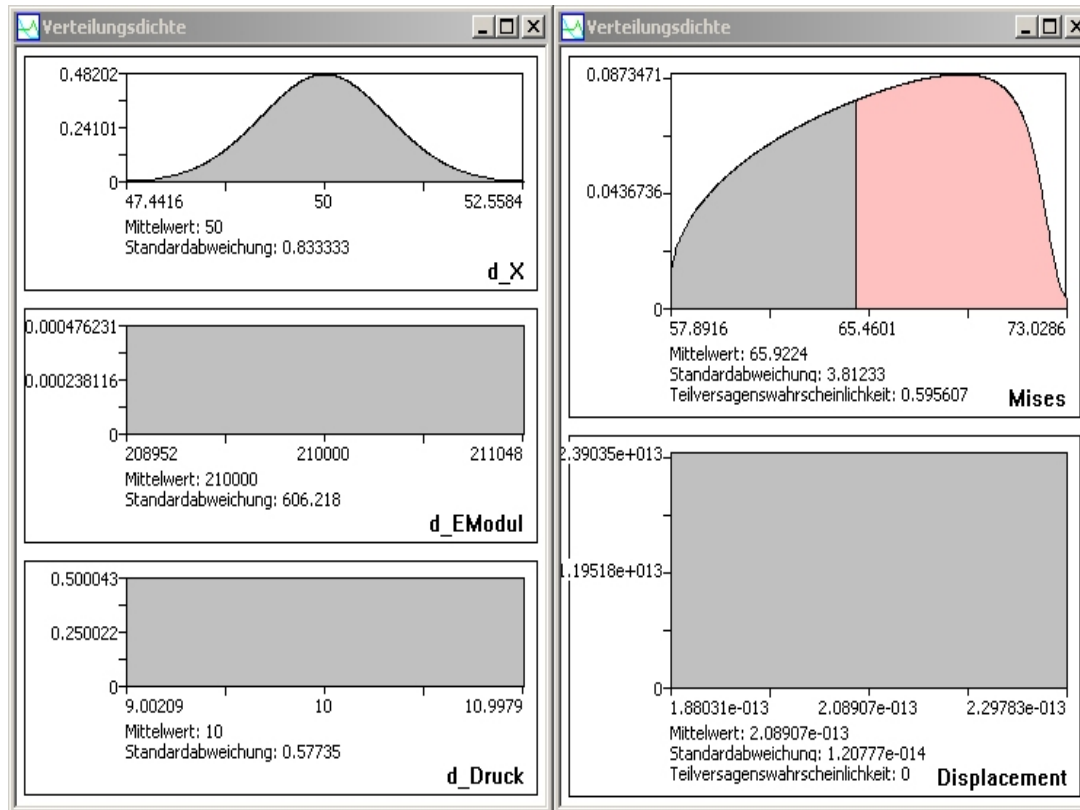 Verteilungsdichte
0.48202
0.24101
0
47.4416 50 52.5584
Mittelwert: 50
Standardabweichung: 0.833333
d_X
0.000476231
0.000238116
0
208952 210000 211048
Mittelwert: 210000
Standardabweichung: 606.218
d_EModul
0.500043
0.250022
0
9.00209 10 10.9979
Mittelwert: 10
Standardabweichung: 0.57735
d_Druck
Verteilungsdichte
0.0873471
0.0436736
0
57.8916 65.4601 73.0286
Mittelwert: 65.9224
Standardabweichung: 3.81233
Teilversagenswahrscheinlichkeit: 0.595607
Mises
2.39035e+013
1.19518e+013
0
1.88031e-013 2.08907e-013 2.29783e-013
Mittelwert: 2.08907e-013
Standardabweichung: 1.20777e-014
Teilversagenswahrscheinlichkeit: 0
Displacement